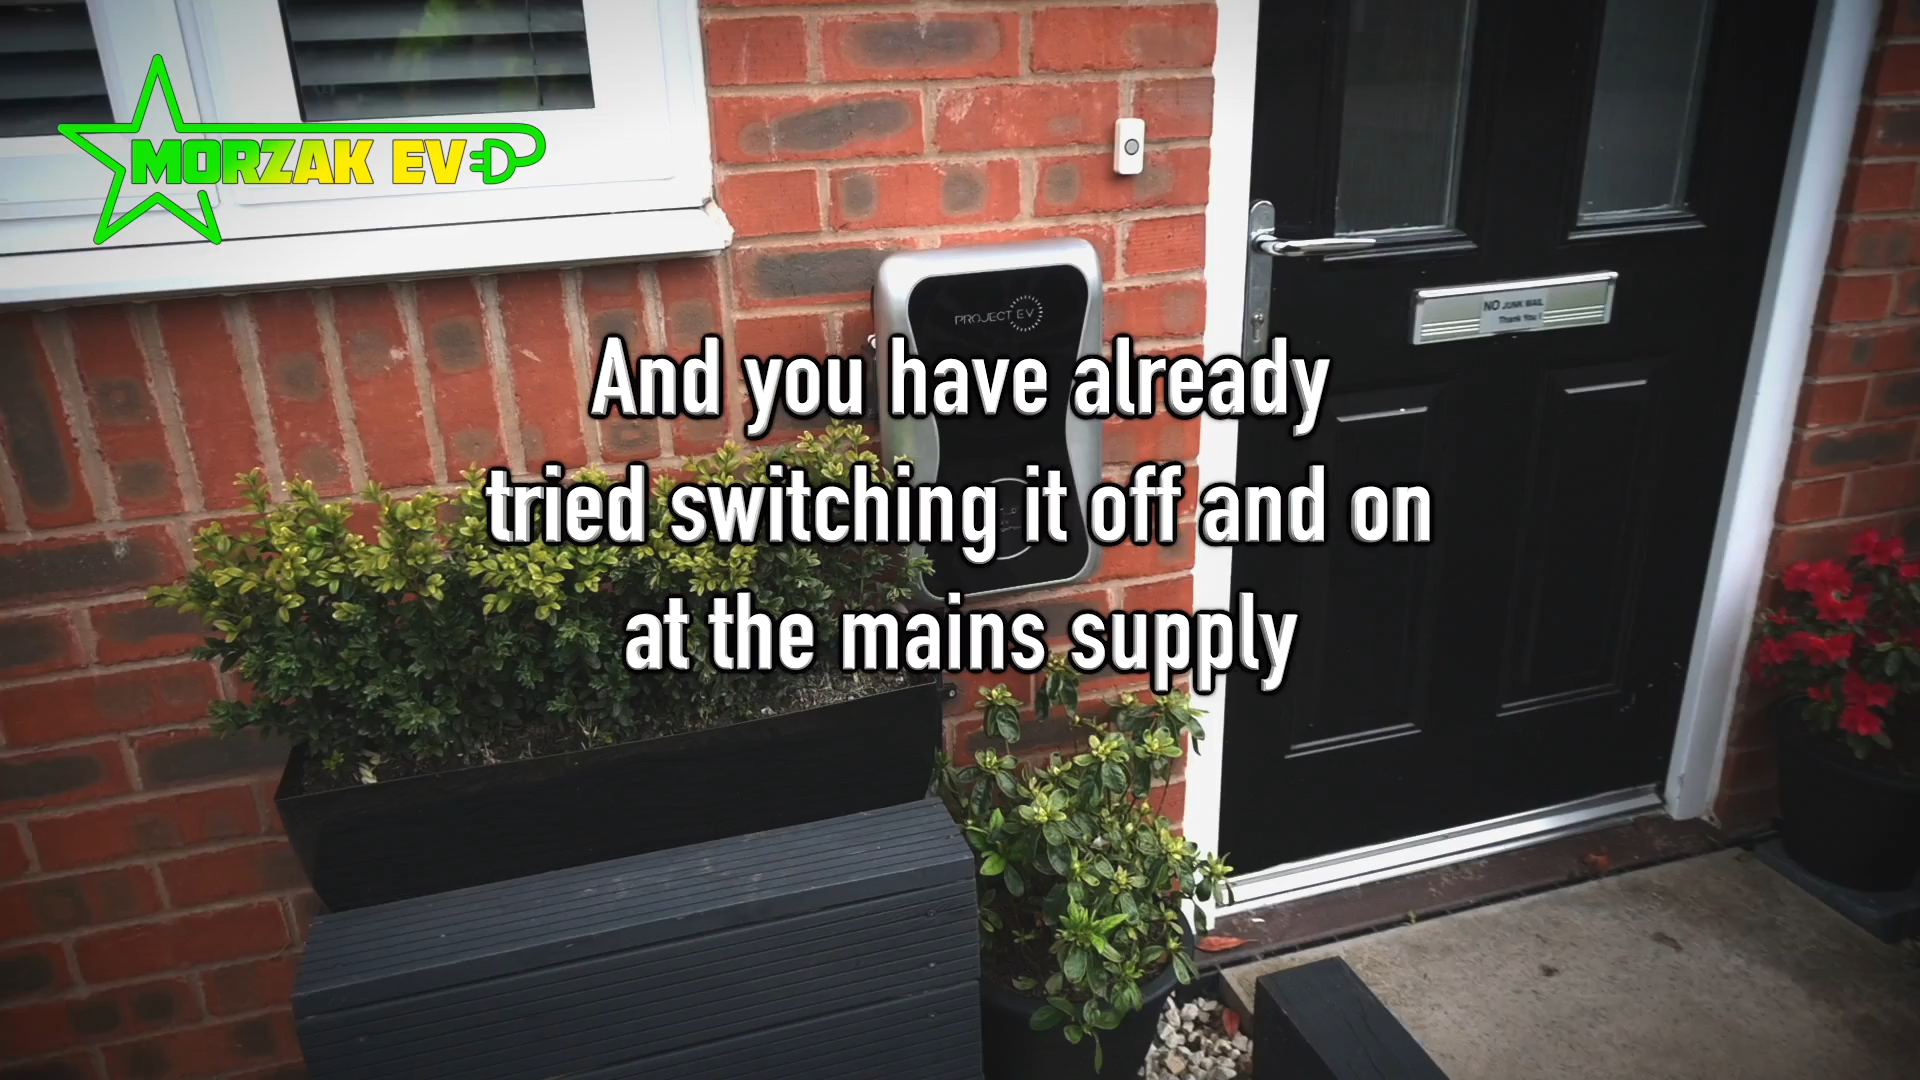 MORZAK EV
PROJECT EV
NO JUNK MAIL
Thank You !
And you have already
tried switching it off and on
at the mains supply